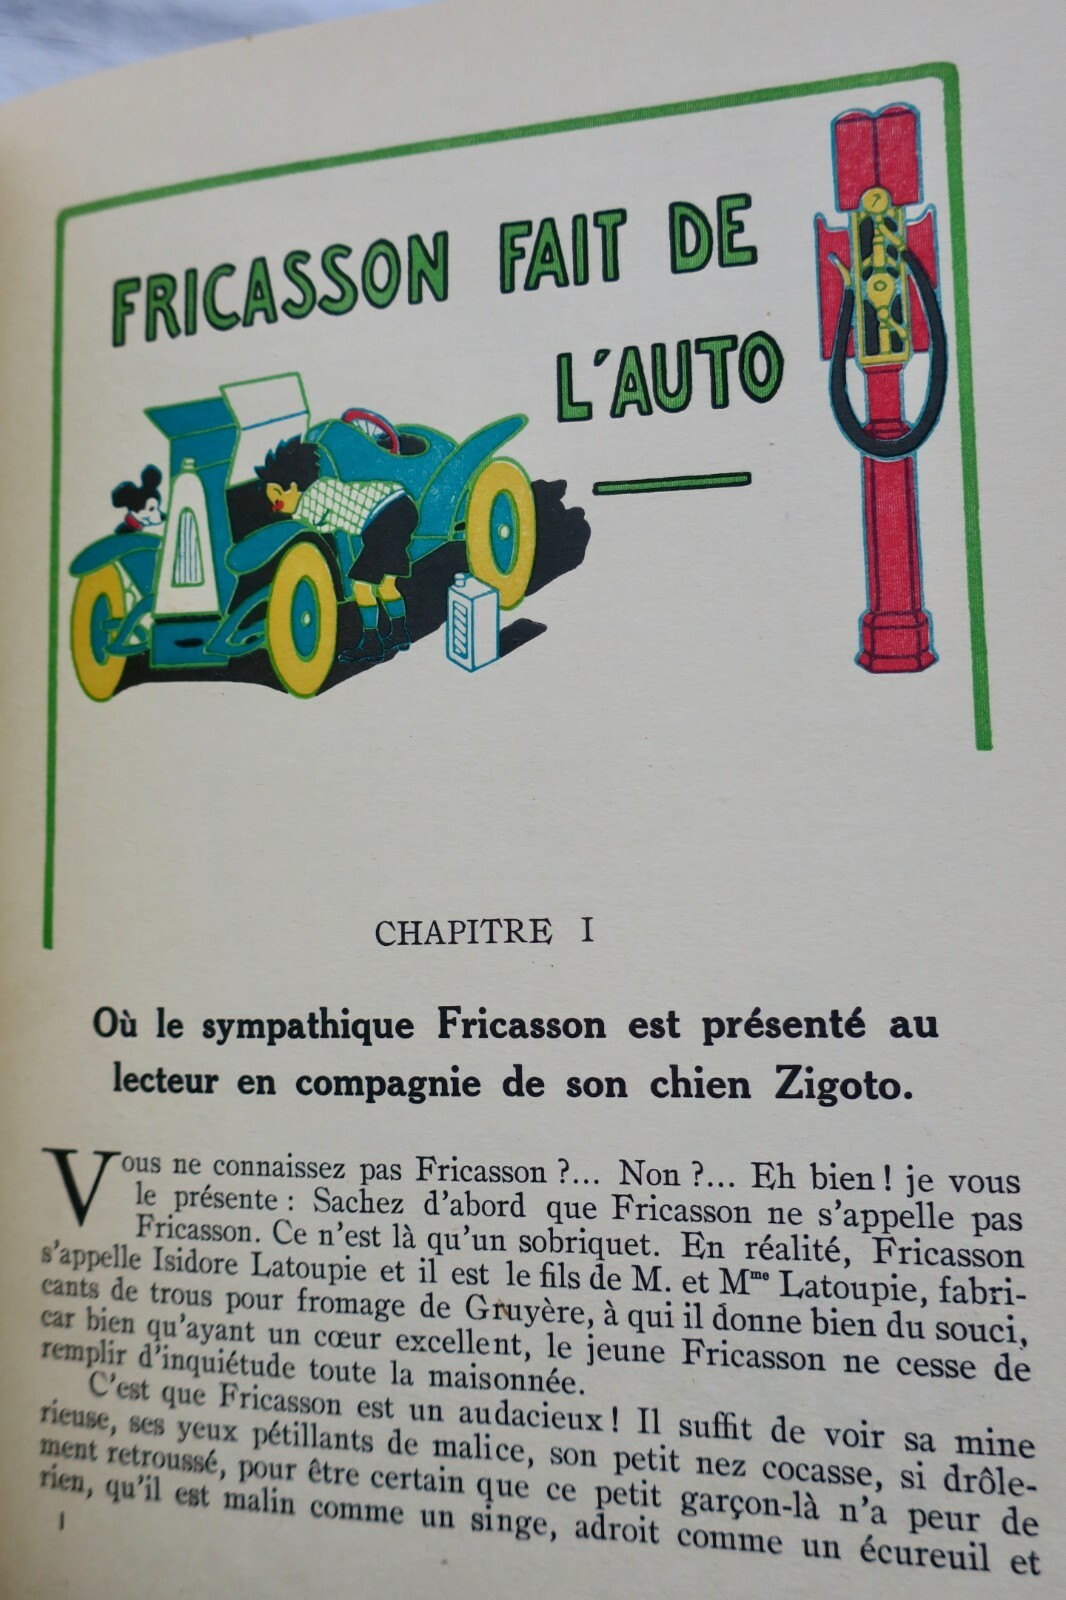 FRICASSON FAIT DE
L'AUTO
CHAPITRE I
Où le sympathique Fricasson est présenté au
lecteur en compagnie de son chien Zigoto.
Vous ne connaissez pas Fricasson ?... Non ?... Eh bien ! je vous
le présente : Sachez d'abord que Fricasson ne s'appelle pas
Fricasson. Ce n'est là qu'un sobriquet. En réalité, Fricasson
s'appelle Isidore Latoupie et il est le fils de M. et Mme Latoupie, fabri-
cants de trous pour fromage de Gruyère, à qui il donne bien du souci,
car bien qu'ayant un cœur excellent, le jeune Fricasson ne cesse de
remplir d'inquiétude toute la maisonnée.
C'est que Fricasson est un audacieux ! Il suffit de voir sa mine
rieuse, ses yeux pétillants de malice, son petit nez cocasse, si drôle-
ment retroussé, pour être certain que ce petit garçon-là n'a peur de
rien, qu'il est malin comme un singe, adroit comme un écureuil et
1